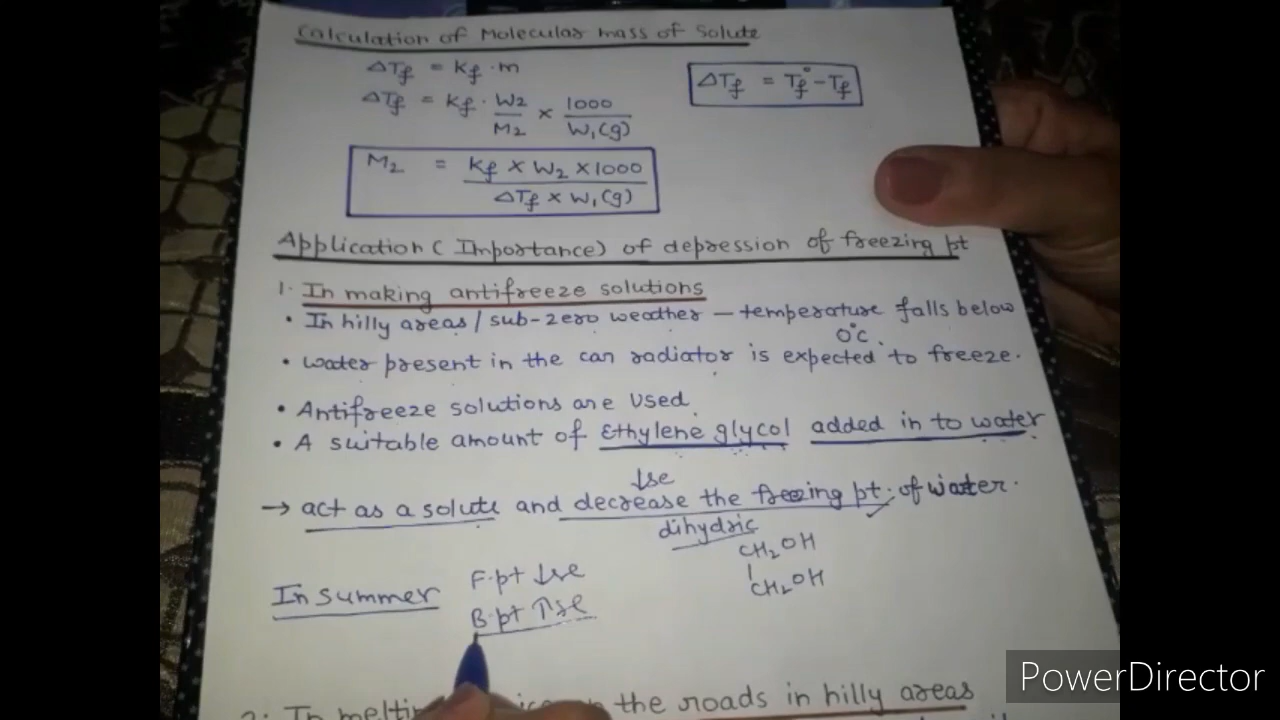 Calculation of Molecular mass of solute
ΔTf = Kf · m
ΔTf = Kf · W2/M2 × 1000/W1(g)
ΔTf = Tf° - Tf
M2 = Kf × W2 × 1000 / ΔTf × W1(g)
Application (Importance) of depression of freezing pt
1. In making antifreeze solutions
• In hilly areas / sub-zero weather – temperature falls below
0°C.
• water present in the can radiator is expected to freeze.
• Antifreeze solutions are used
• A suitable amount of Ethylene glycol added in to water
↓se
→ act as a solute and decrease the freezing pt. of water.
dihydric
CH2OH
|
CH2OH
In summer
F.pt ↓se
B.pt ↑se
2. In the roads in hilly areas
PowerDirector